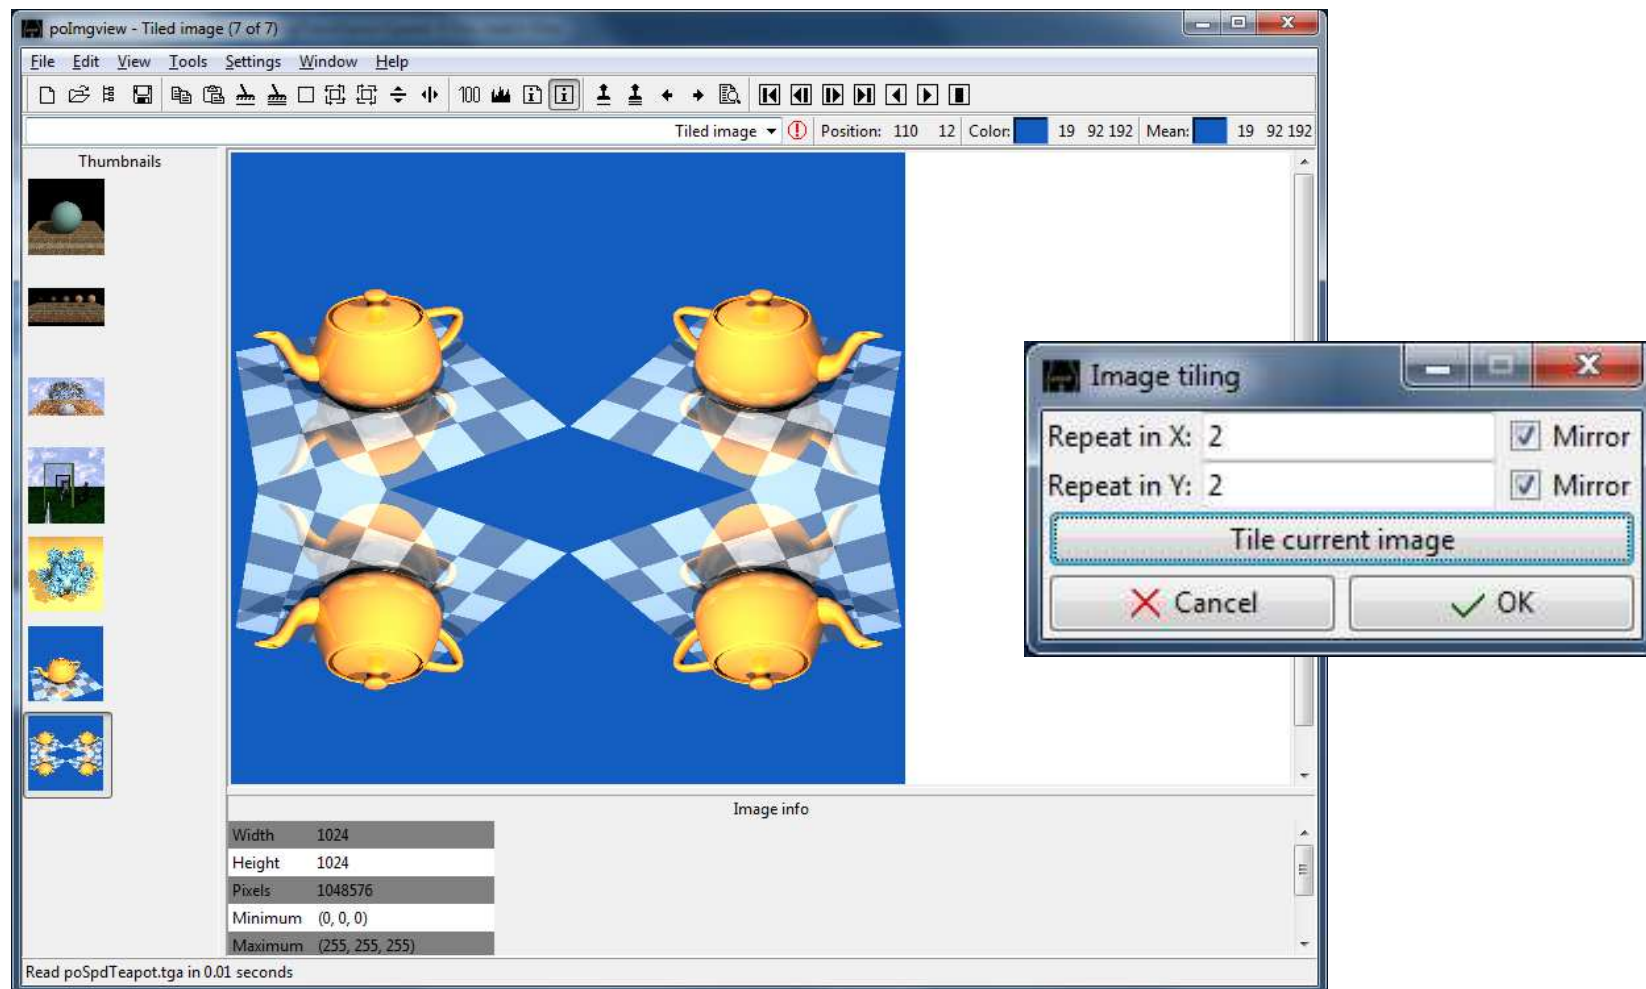 poImgview - Tiled image (7 of 7)
File Edit View Tools Settings Window Help
100
Tiled image Position: 110 12 Color: 19 92 192 Mean: 19 92 192
Thumbnails
Image tiling
Repeat in X: 2 Mirror
Repeat in Y: 2 Mirror
Tile current image
Cancel OK
Image info
Width 1024
Height 1024
Pixels 1048576
Minimum (0, 0, 0)
Maximum (255, 255, 255)
Read poSpdTeapot.tga in 0.01 seconds